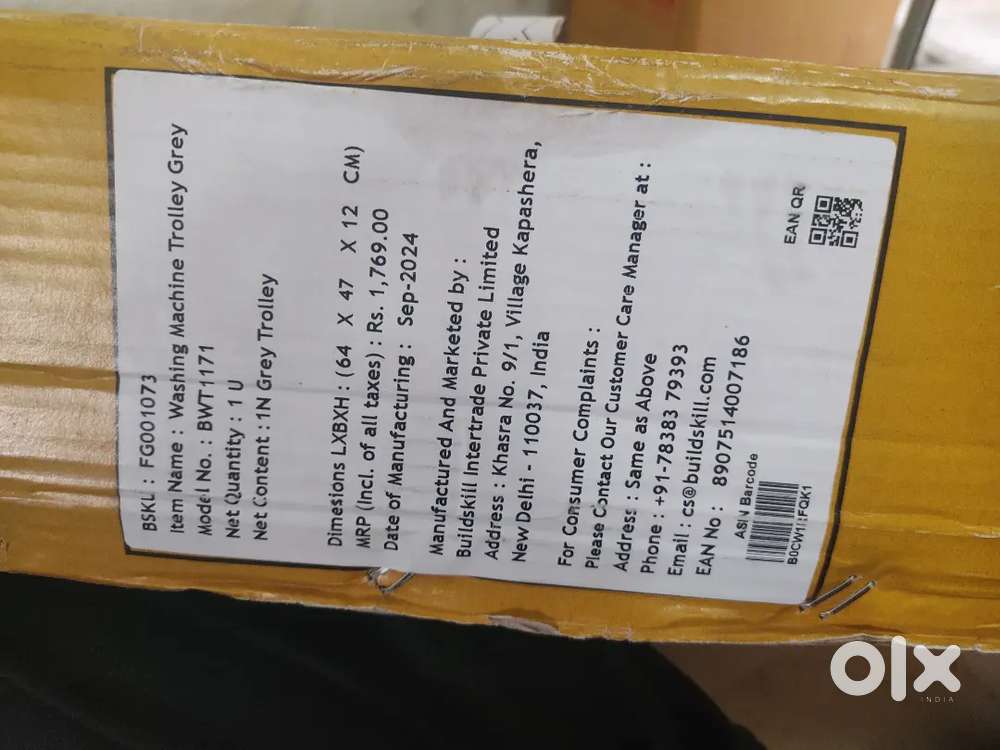 BSKU : FG001073
Item Name : Washing Machine Trolley Grey
Model No. : BWT1171
Net Quantity : 1 U
Net Content : 1N Grey Trolley
Dimesions LXBXH : (64 X 47 X 12 CM)
MRP (Incl. of all taxes) : Rs. 1,769.00
Date of Manufacturing : Sep-2024
Manufactured And Marketed by :
Buildskill Intertrade Private Limited
Address : Khasra No. 9/1, Village Kapashera,
New Delhi - 110037, India
For Consumer Complaints :
Please Contact Our Customer Care Manager at :
Address : Same as Above
Phone : +91-78383 79393
Email : cs@buildskill.com
EAN No : 8907514007186
EAN QR
ASIN Barcode
olx
INDIA